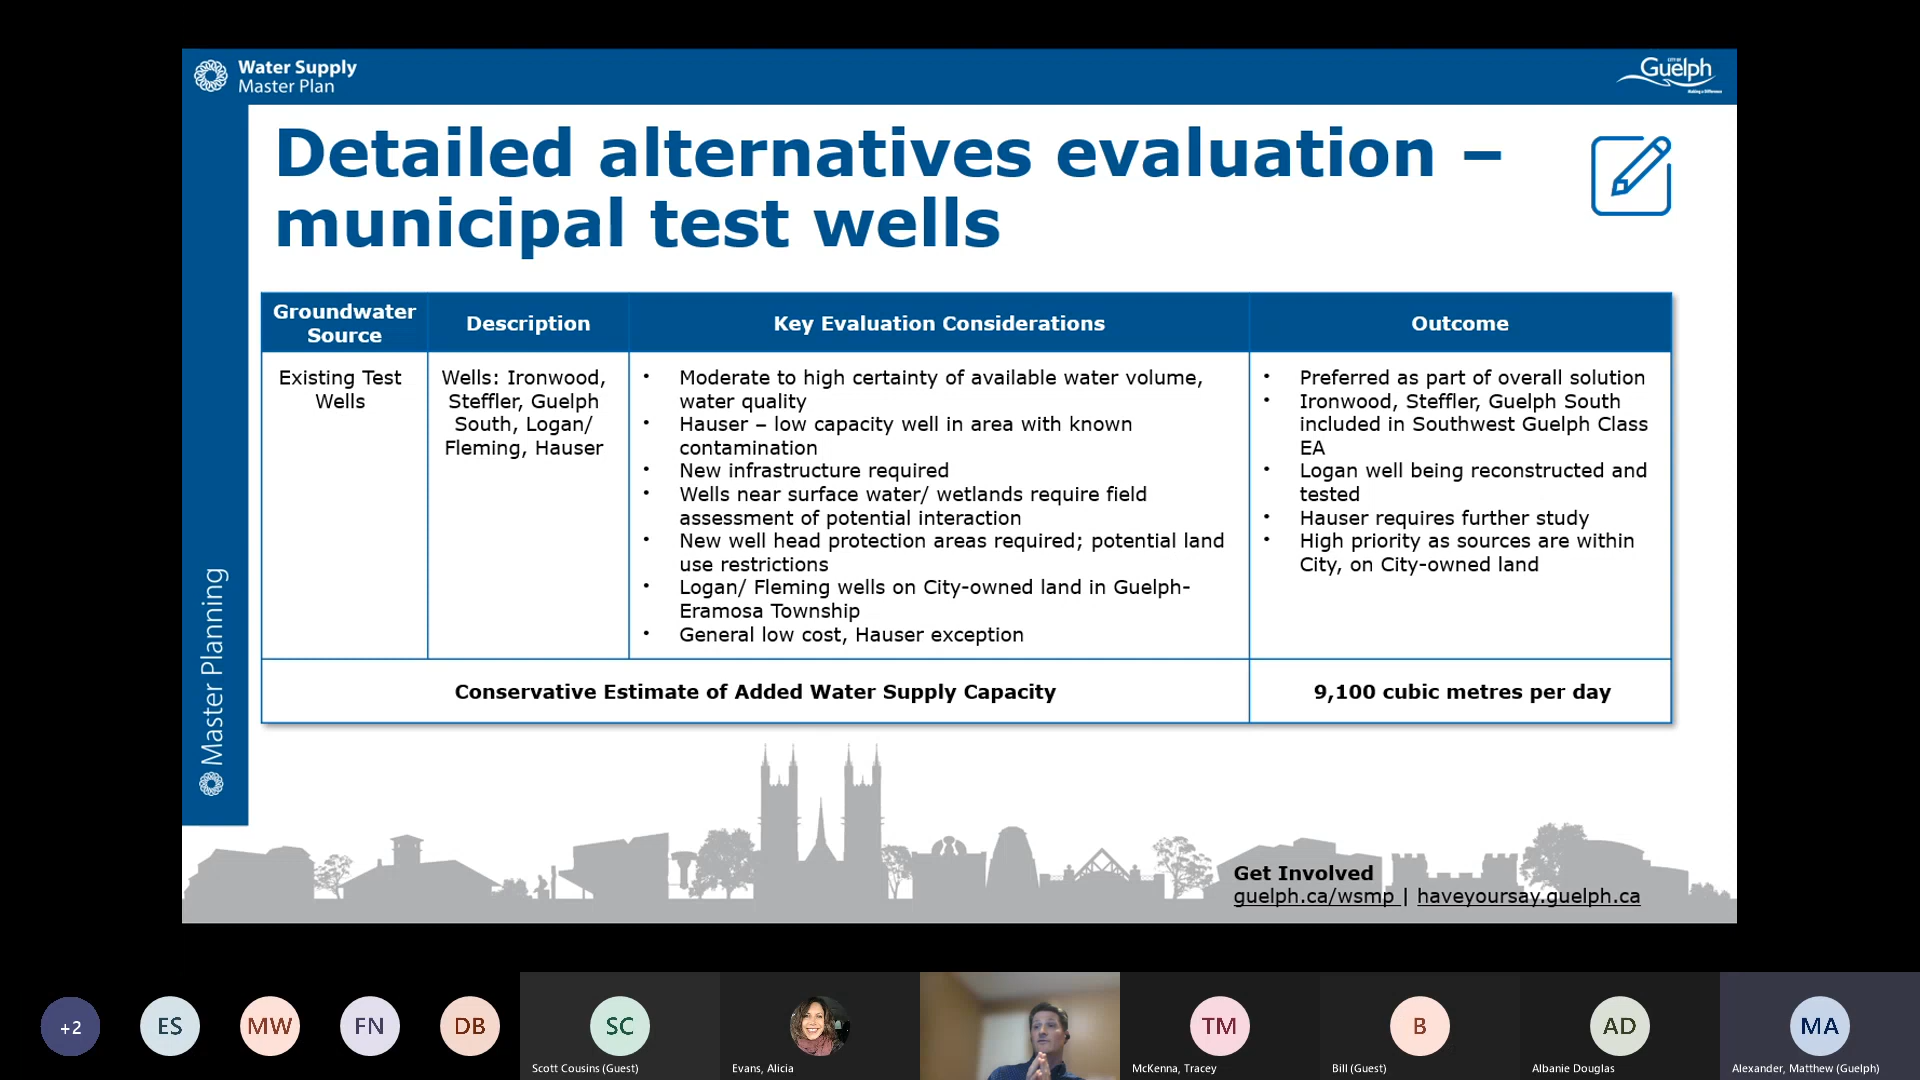 Water Supply
Master Plan
CITY OF
Guelph
Making a Difference
Detailed alternatives evaluation –
municipal test wells
Groundwater
Source
Description
Key Evaluation Considerations
Outcome
Existing Test
Wells
Wells: Ironwood,
Steffler, Guelph
South, Logan/
Fleming, Hauser
• Moderate to high certainty of available water volume,
water quality
• Hauser – low capacity well in area with known
contamination
• New infrastructure required
• Wells near surface water/ wetlands require field
assessment of potential interaction
• New well head protection areas required; potential land
use restrictions
• Logan/ Fleming wells on City-owned land in Guelph-
Eramosa Township
• General low cost, Hauser exception
• Preferred as part of overall solution
• Ironwood, Steffler, Guelph South
included in Southwest Guelph Class
EA
• Logan well being reconstructed and
tested
• Hauser requires further study
• High priority as sources are within
City, on City-owned land
Conservative Estimate of Added Water Supply Capacity
9,100 cubic metres per day
Master Planning
Get Involved
guelph.ca/wsmp | haveyoursay.guelph.ca
+2
ES
MW
FN
DB
SC
Scott Cousins (Guest)
Evans, Alicia
TM
McKenna, Tracey
B
Bill (Guest)
AD
Albanie Douglas
MA
Alexander, Matthew (Guelph)